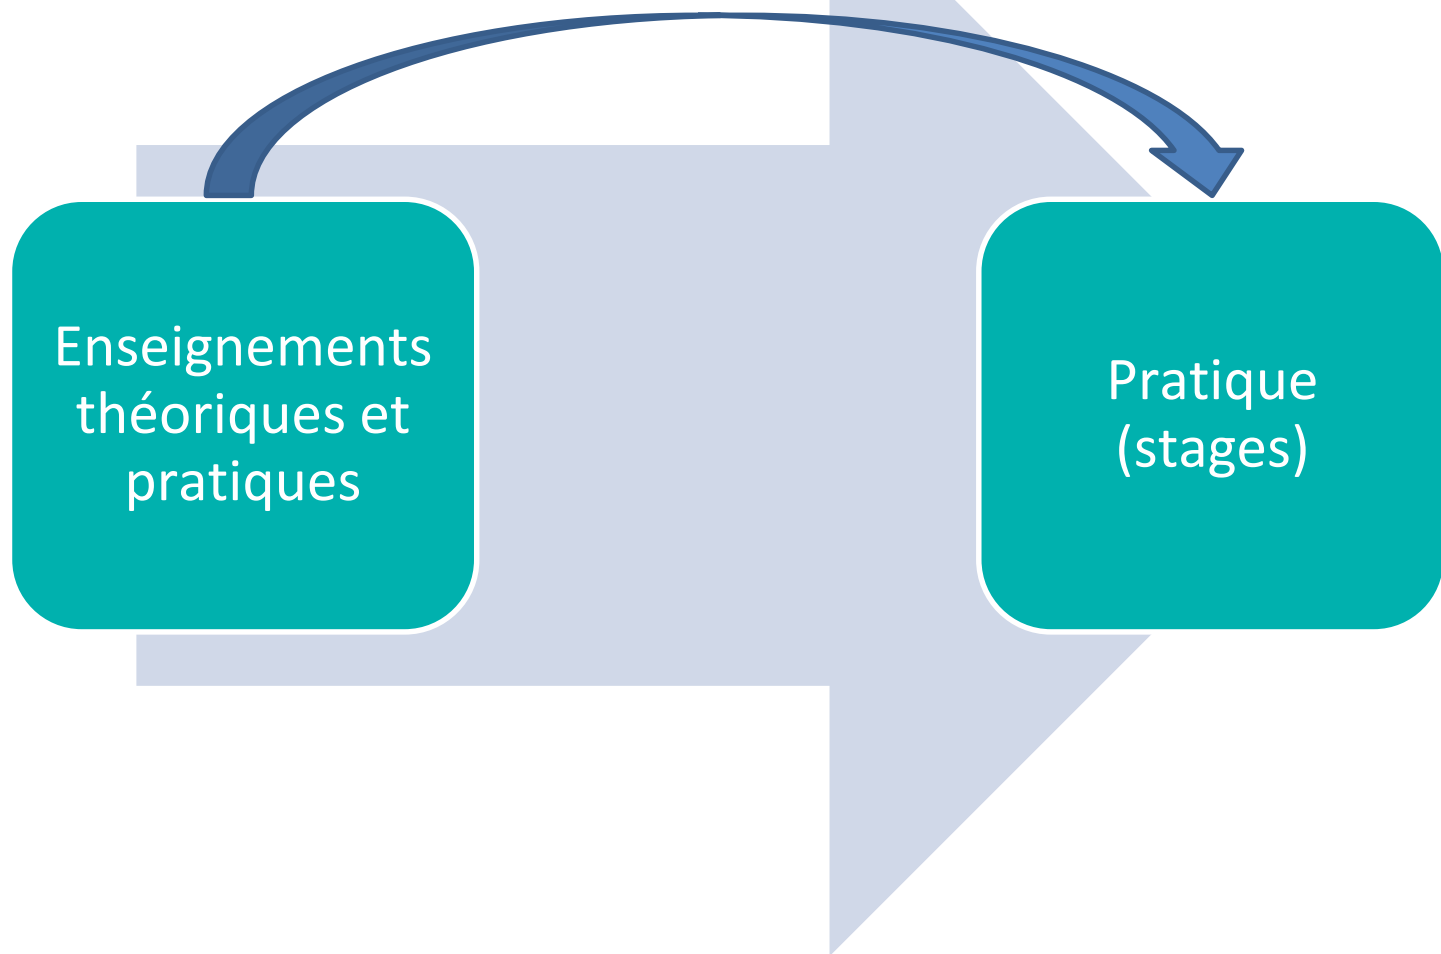 Enseignements
théoriques et
pratiques
Pratique
(stages)